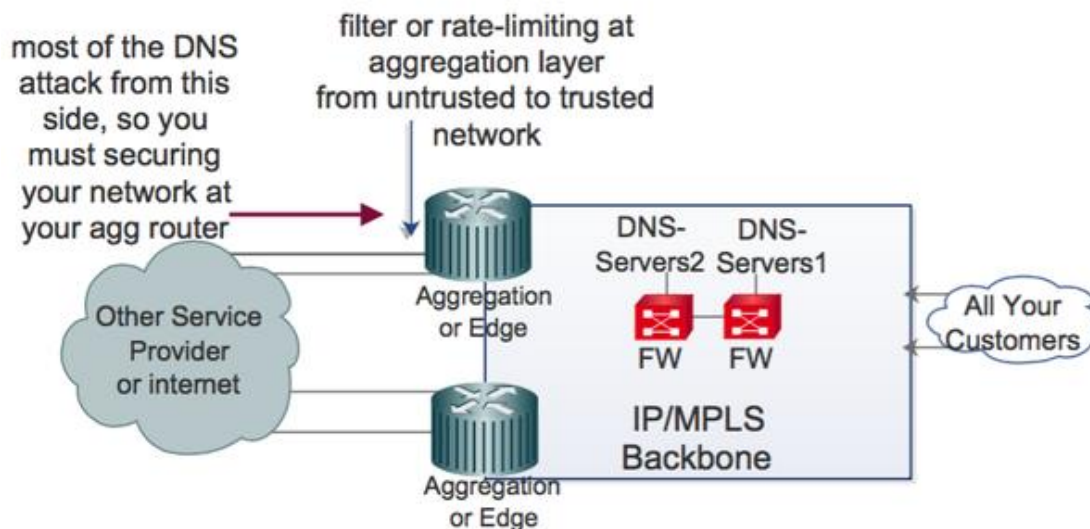 most of the DNS
attack from this
side, so you
must securing
your network at
your agg router
filter or rate-limiting at
aggregation layer
from untrusted to trusted
network
Other Service
Provider
or internet
Aggregation
or Edge
Aggregation
or Edge
DNS-
Servers2
DNS-
Servers1
FW
FW
IP/MPLS
Backbone
All Your
Customers